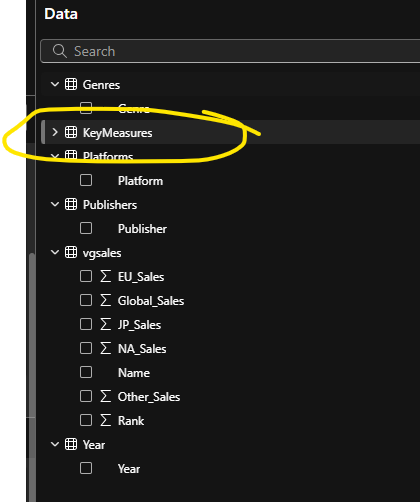 Data
Search
Genres
Genre
KeyMeasures
Platforms
Platform
Publishers
Publisher
vgsales
Σ EU_Sales
Σ Global_Sales
Σ JP_Sales
Σ NA_Sales
Name
Σ Other_Sales
Σ Rank
Year
Year